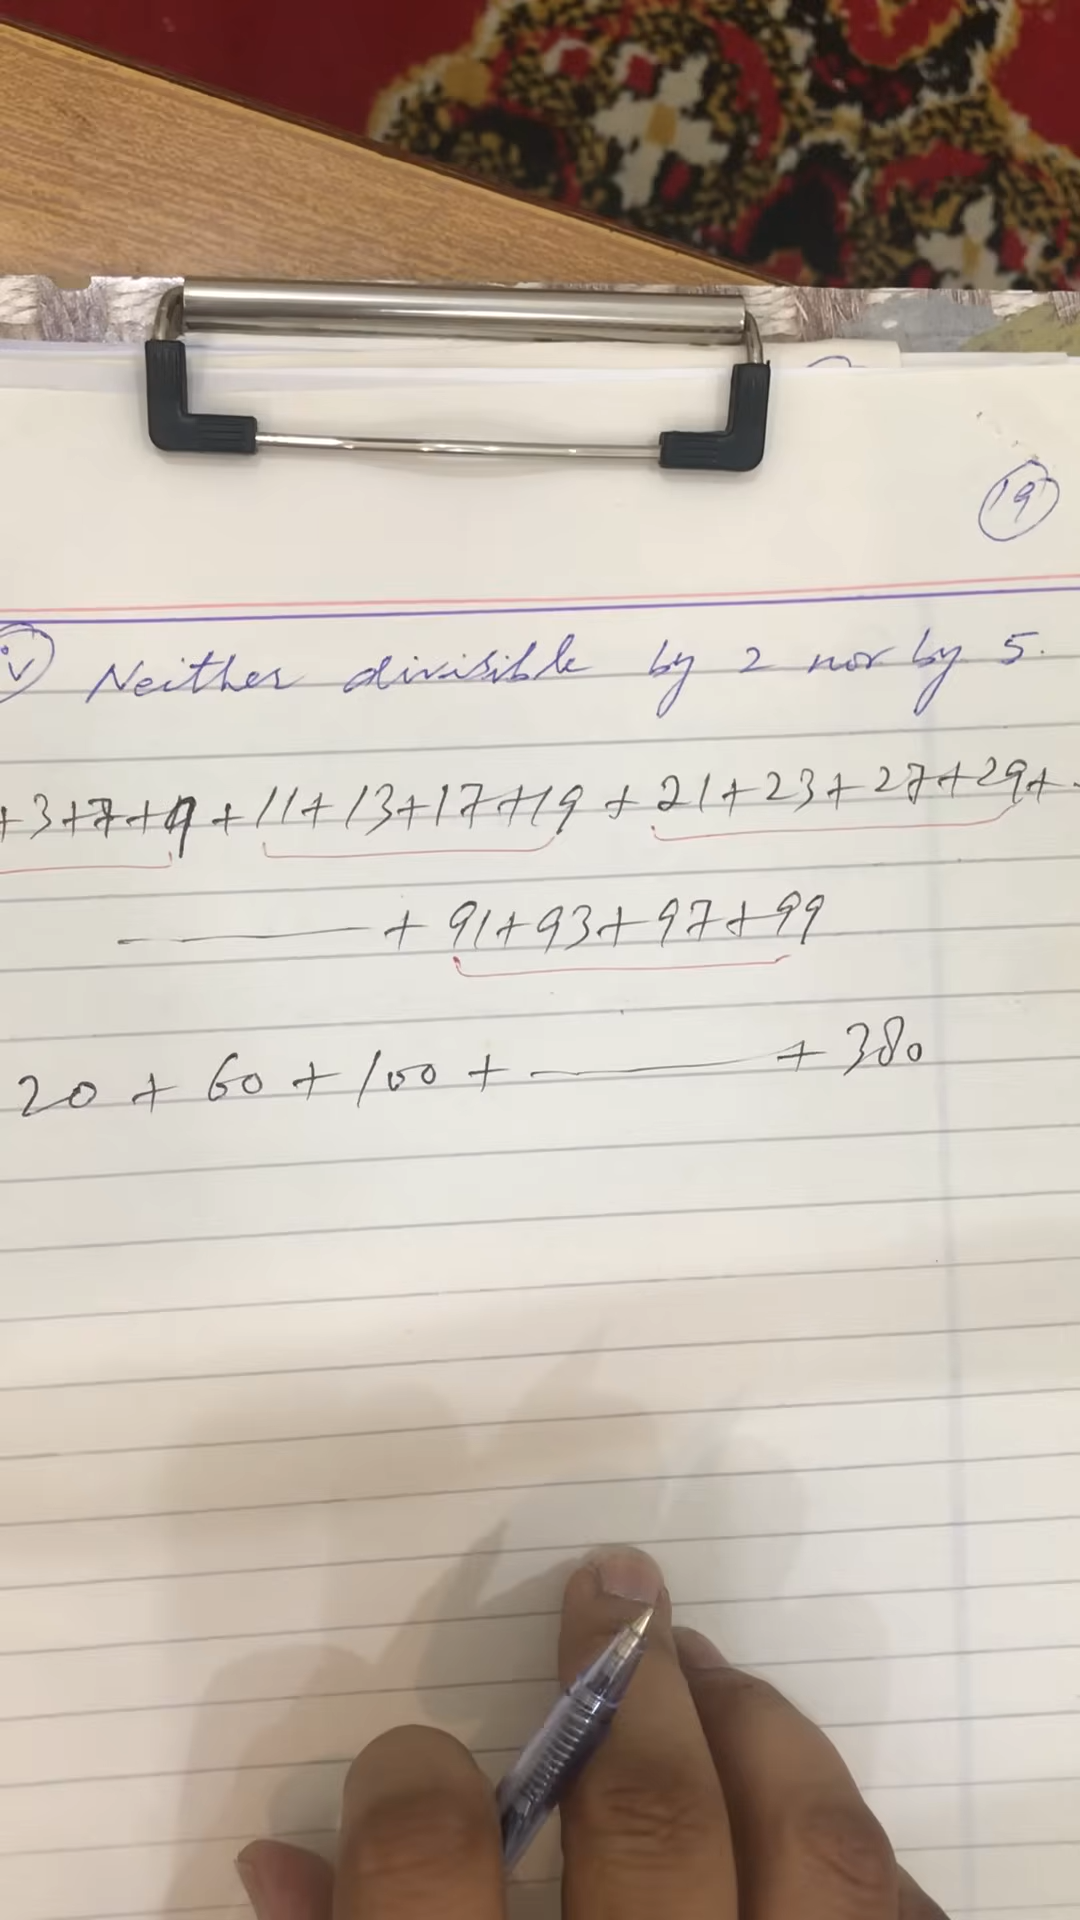 19
iv) Neither divisible by 2 nor by 5.
+3+7+9+11+13+17+19+21+23+27+29+
——— + 91+93+97+99
20 + 60 + 100 + ——— + 380